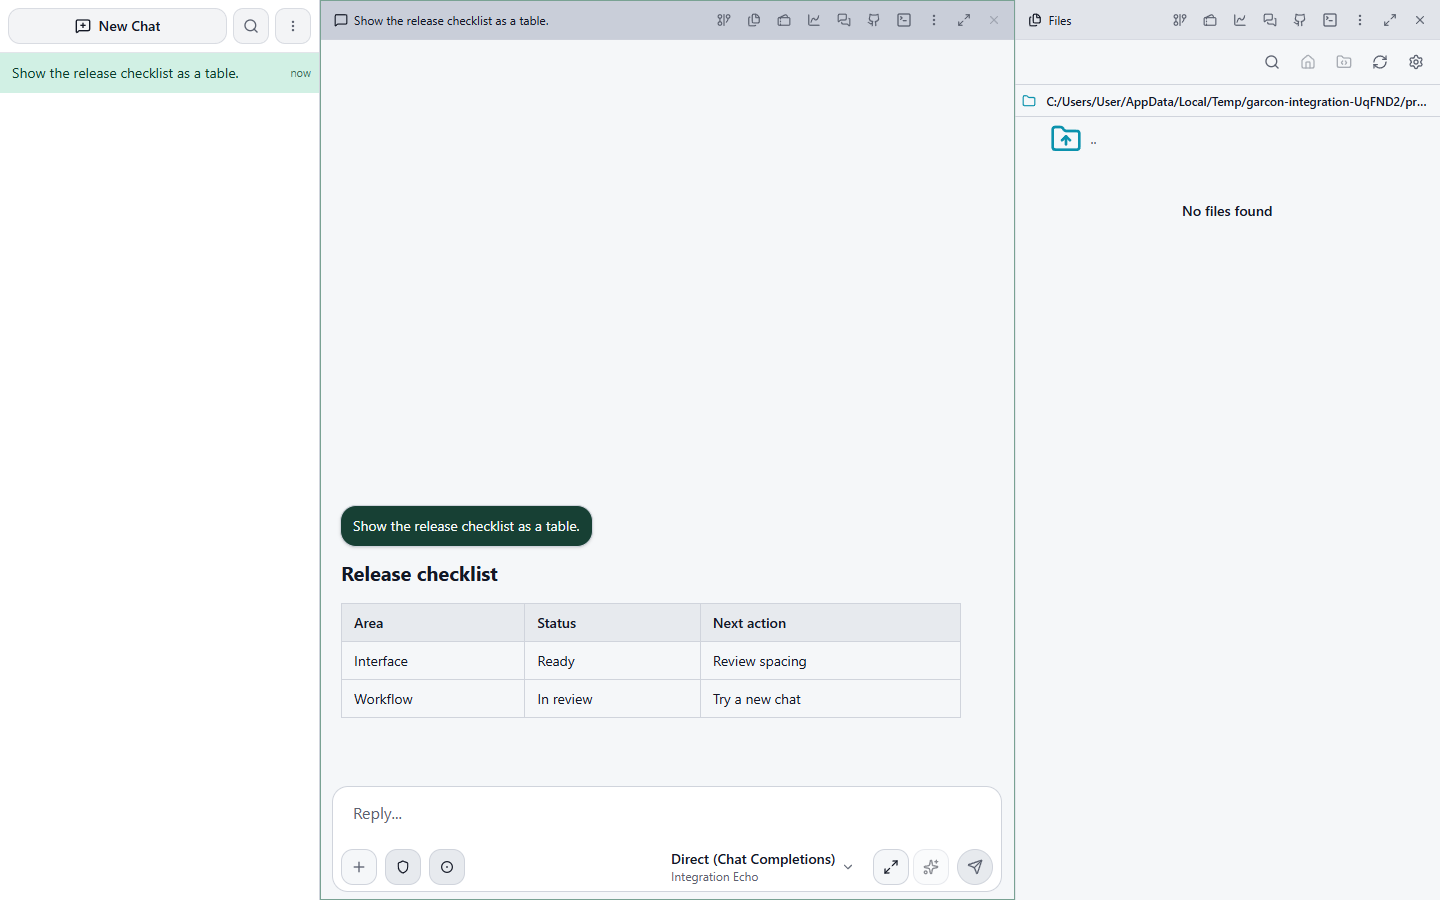 New Chat
Show the release checklist as a table.
now
Show the release checklist as a table.
Show the release checklist as a table.
Release checklist
Area Status Next action
Interface Ready Review spacing
Workflow In review Try a new chat
Reply...
Direct (Chat Completions)
Integration Echo
Files
C:/Users/User/AppData/Local/Temp/garcon-integration-UqFND2/pr...
..
No files found